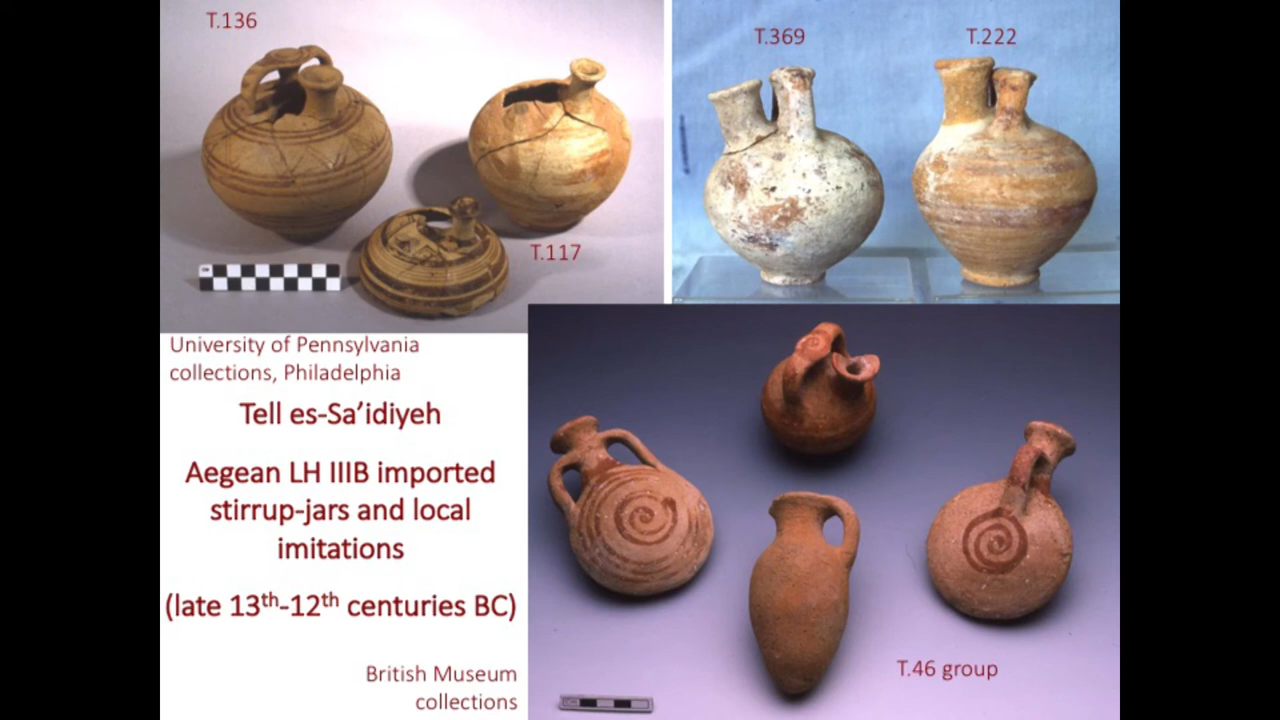 T.136
T.117
T.369
T.222
University of Pennsylvania
collections, Philadelphia
Tell es-Sa’idiyeh
Aegean LH IIIB imported
stirrup-jars and local
imitations
(late 13th-12th centuries BC)
British Museum
collections
T.46 group